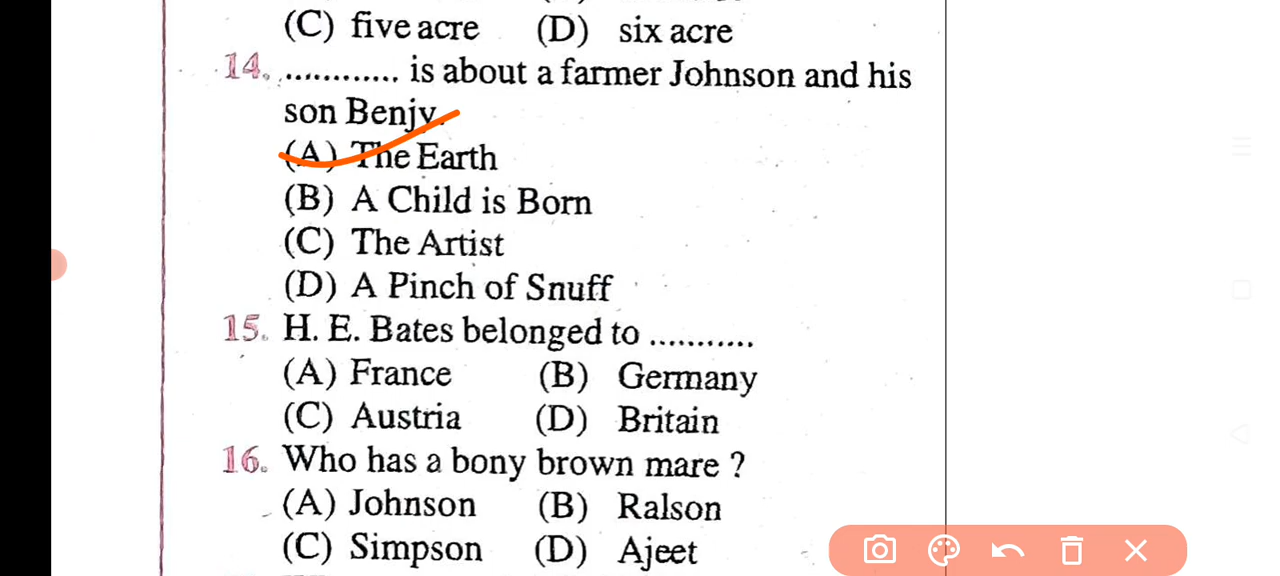 (C) five acre (D) six acre
14. ............ is about a farmer Johnson and his
son Benjy.
(A) The Earth
(B) A Child is Born
(C) The Artist
(D) A Pinch of Snuff
15. H. E. Bates belonged to ...........
(A) France (B) Germany
(C) Austria (D) Britain
16. Who has a bony brown mare ?
(A) Johnson (B) Ralson
(C) Simpson (D) Ajeet